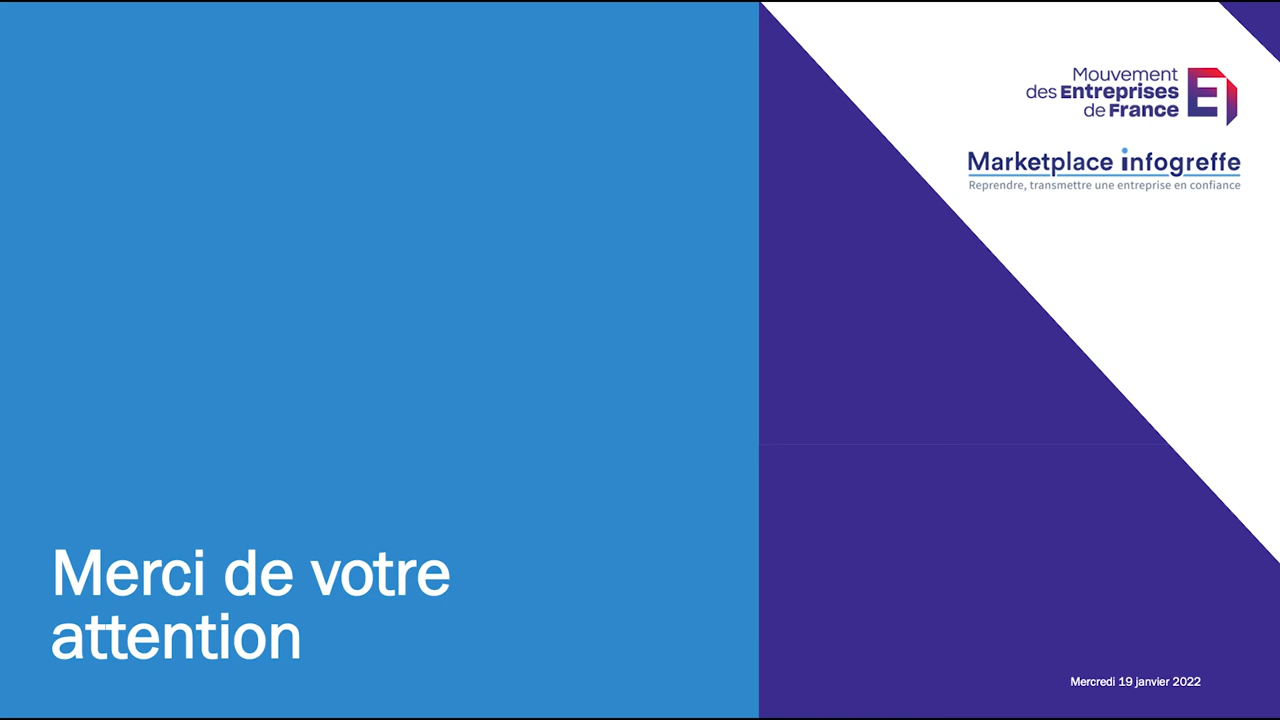 Mouvement
des Entreprises
de France
Marketplace infogreffe
Reprendre, transmettre une entreprise en confiance
Merci de votre
attention
Mercredi 19 janvier 2022